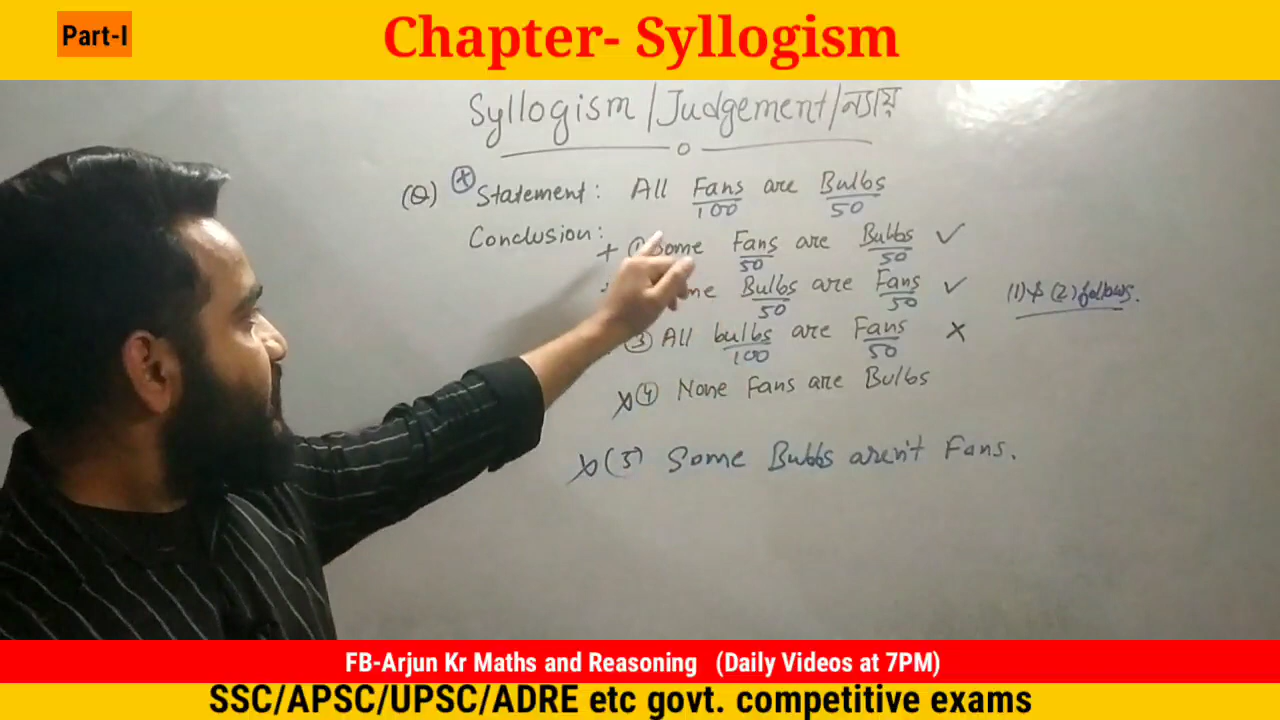 Part-I
Chapter- Syllogism
Syllogism/Judgement/ন্যায়
(Q) + Statement: All Fans are Bulbs
100 50
Conclusion:
+ Some Fans are Bulbs ✓
50 50
me Bulbs are Fans ✓ (1) & (2) follows.
50 50
③ All bulbs are Fans ×
100 50
④ None Fans are Bulbs
(5) Some Bulbs aren't Fans.
FB-Arjun Kr Maths and Reasoning (Daily Videos at 7PM)
SSC/APSC/UPSC/ADRE etc govt. competitive exams